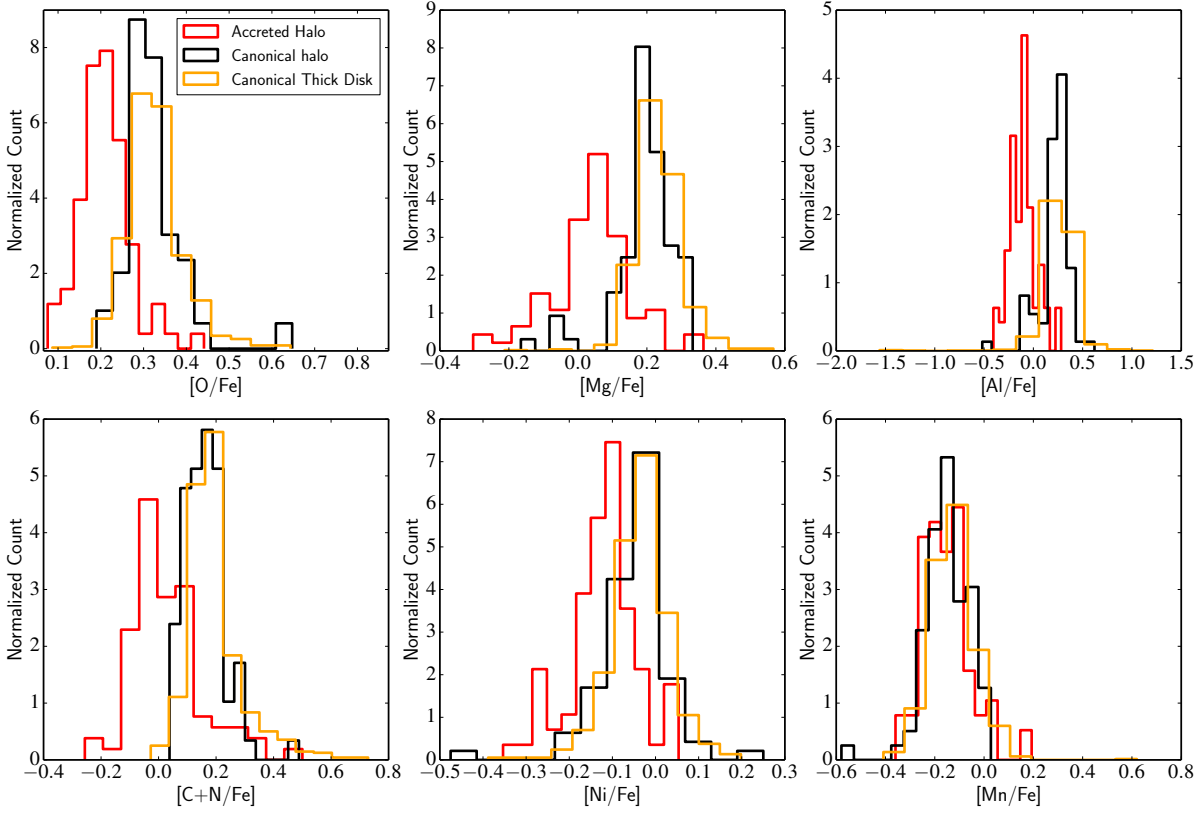 Accreted Halo
Canonical halo
Canonical Thick Disk
Normalized Count
0
2
4
6
8
0.1 0.2 0.3 0.4 0.5 0.6 0.7 0.8
[O/Fe]
Normalized Count
0
1
2
3
4
5
6
7
8
9
−0.4 −0.2 0.0 0.2 0.4 0.6
[Mg/Fe]
Normalized Count
0
1
2
3
4
5
−2.0 −1.5 −1.0 −0.5 0.0 0.5 1.0 1.5
[Al/Fe]
Normalized Count
0
1
2
3
4
5
6
−0.4 −0.2 0.0 0.2 0.4 0.6 0.8
[C+N/Fe]
Normalized Count
0
1
2
3
4
5
6
7
8
−0.5 −0.4 −0.3 −0.2 −0.1 0.0 0.1 0.2 0.3
[Ni/Fe]
Normalized Count
0
1
2
3
4
5
6
−0.6 −0.4 −0.2 0.0 0.2 0.4 0.6 0.8
[Mn/Fe]